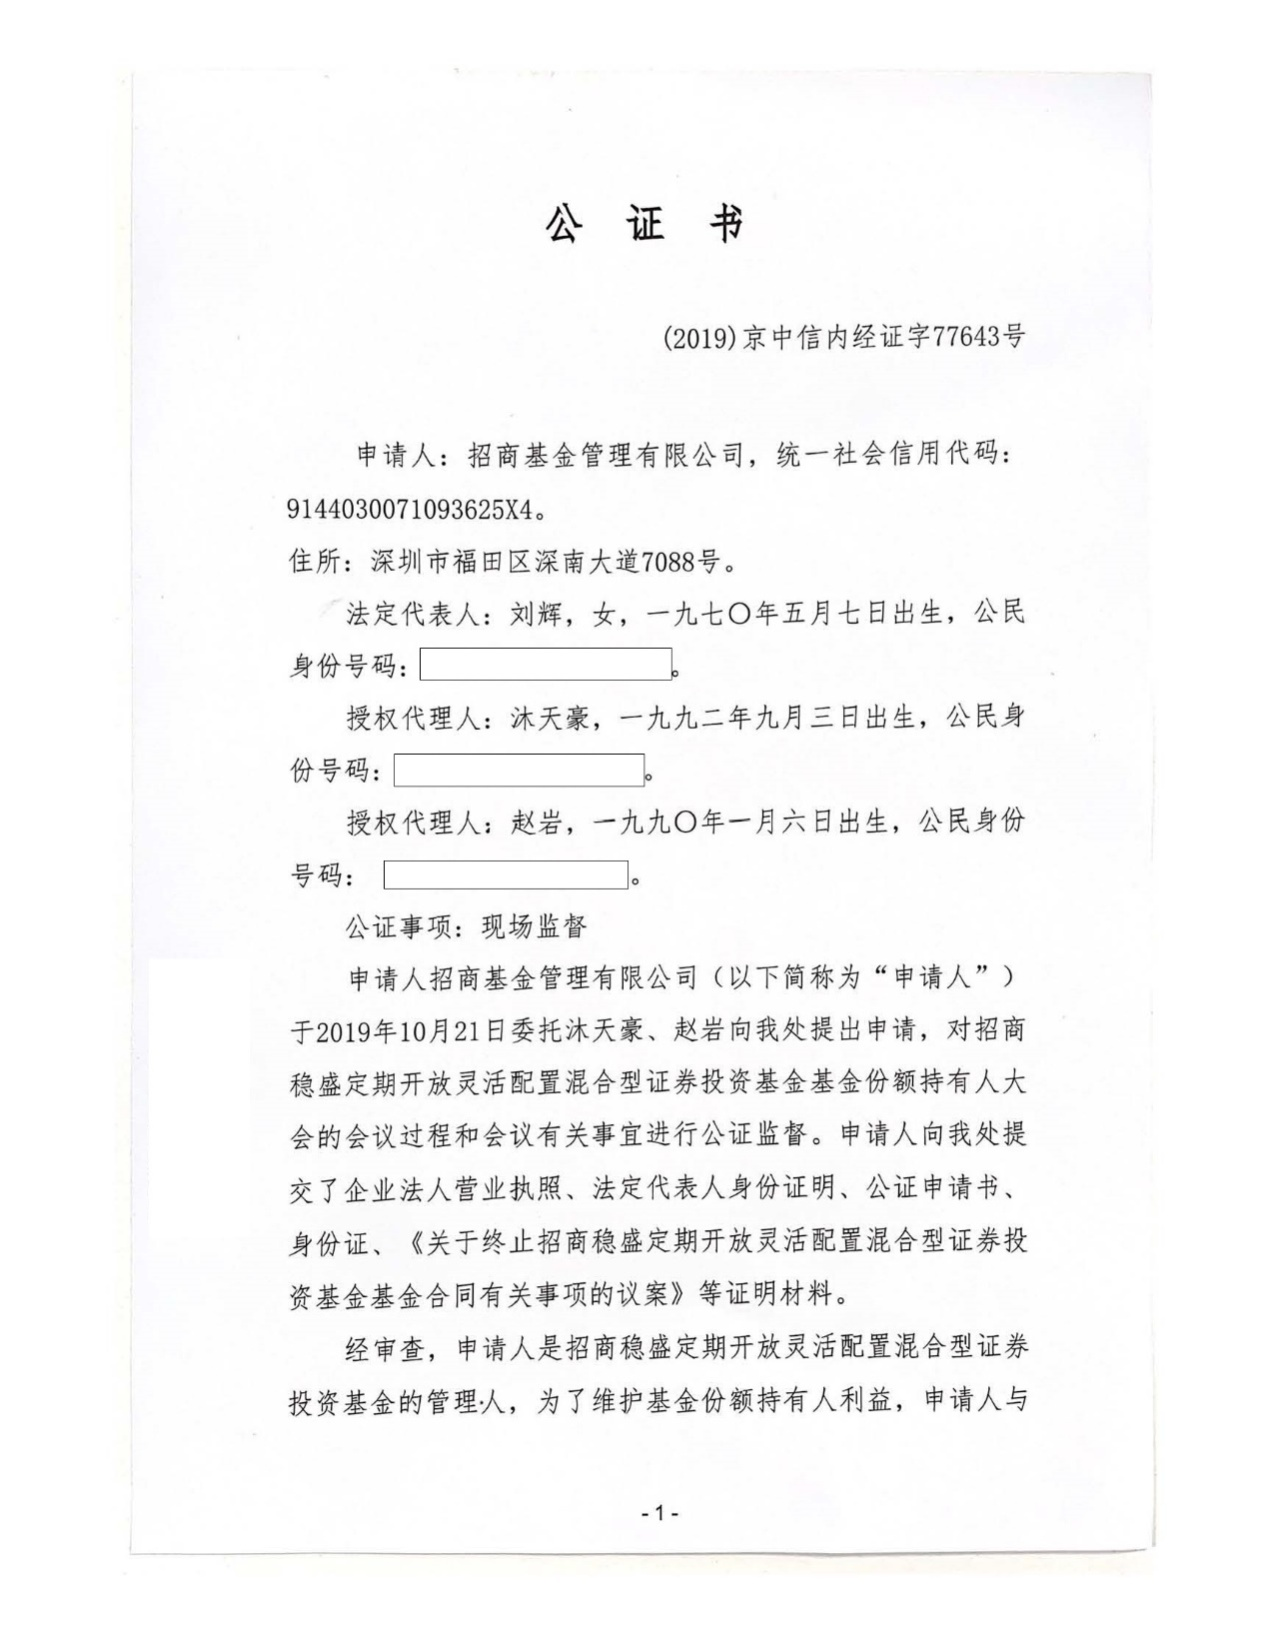 公 证 书
(2019)京中信内经证字77643号
申请人：招商基金管理有限公司，统一社会信用代码：
9144030071093625X4。
住所：深圳市福田区深南大道7088号。
法定代表人：刘辉，女，一九七〇年五月七日出生，公民
身份号码：。
授权代理人：沐天豪，一九九二年九月三日出生，公民身
份号码：。
授权代理人：赵岩，一九九〇年一月六日出生，公民身份
号码：。
公证事项：现场监督
申请人招商基金管理有限公司（以下简称为“申请人”）
于2019年10月21日委托沐天豪、赵岩向我处提出申请，对招商
稳盛定期开放灵活配置混合型证券投资基金基金份额持有人大
会的会议过程和会议有关事宜进行公证监督。申请人向我处提
交了企业法人营业执照、法定代表人身份证明、公证申请书、
身份证、《关于终止招商稳盛定期开放灵活配置混合型证券投
资基金基金合同有关事项的议案》等证明材料。
经审查，申请人是招商稳盛定期开放灵活配置混合型证券
投资基金的管理人，为了维护基金份额持有人利益，申请人与
- 1 -